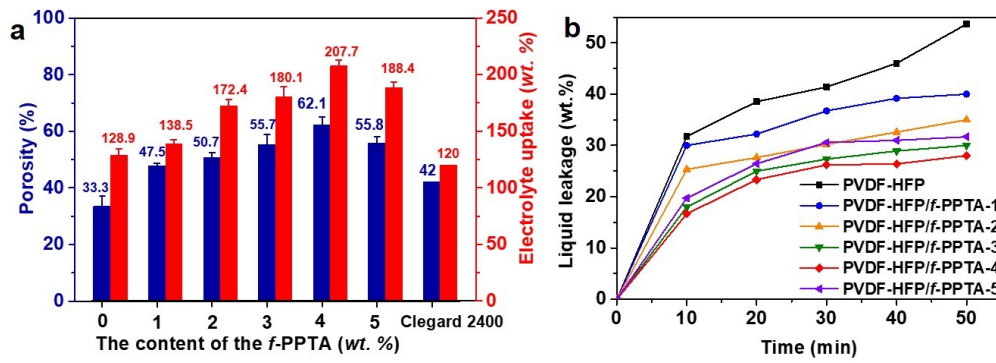 a
Porosity (%)
100
80
60
40
20
0
33.3
128.9
47.5
138.5
50.7
172.4
55.7
180.1
62.1
207.7
55.8
188.4
42
120
250
200
150
100
50
0
Electrolyte uptake (wt. %)
0 1 2 3 4 5 Clegard 2400
The content of the f-PPTA (wt. %)
b
Liquid leakage (wt.%)
50
40
30
20
10
0
PVDF-HFP
PVDF-HFP/f-PPTA-1
PVDF-HFP/f-PPTA-2
PVDF-HFP/f-PPTA-3
PVDF-HFP/f-PPTA-4
PVDF-HFP/f-PPTA-5
0 10 20 30 40 50
Time (min)